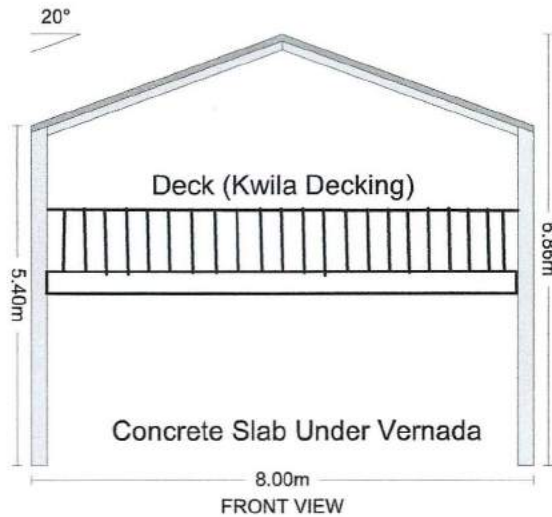 20°
Deck (Kwila Decking)
5.40m
6.86m
Concrete Slab Under Vernada
8.00m
FRONT VIEW